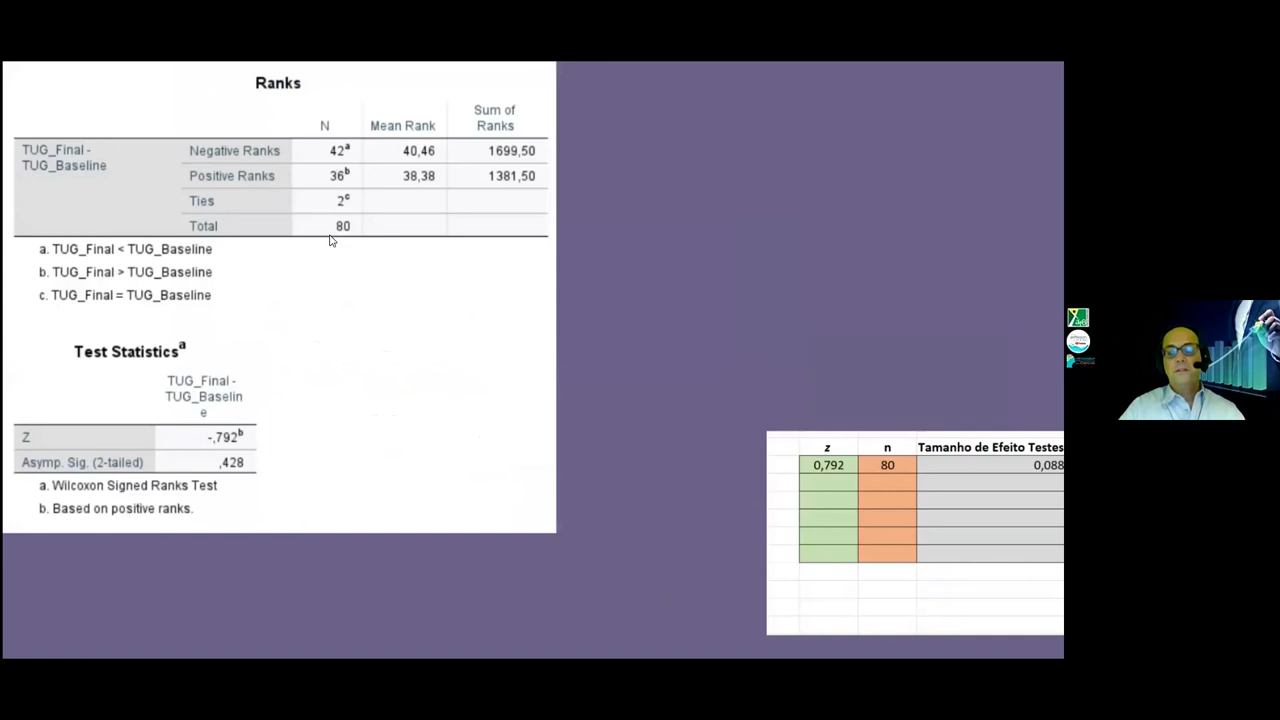 Ranks
N Mean Rank Sum of Ranks
TUG_Final - TUG_Baseline Negative Ranks 42a 40,46 1699,50
Positive Ranks 36b 38,38 1381,50
Ties 2c
Total 80
a. TUG_Final < TUG_Baseline
b. TUG_Final > TUG_Baseline
c. TUG_Final = TUG_Baseline
Test Statisticsa
TUG_Final -
TUG_Baselin
e
Z -,792b
Asymp. Sig. (2-tailed) ,428
a. Wilcoxon Signed Ranks Test
b. Based on positive ranks.
z n Tamanho de Efeito Testes
0,792 80 0,088